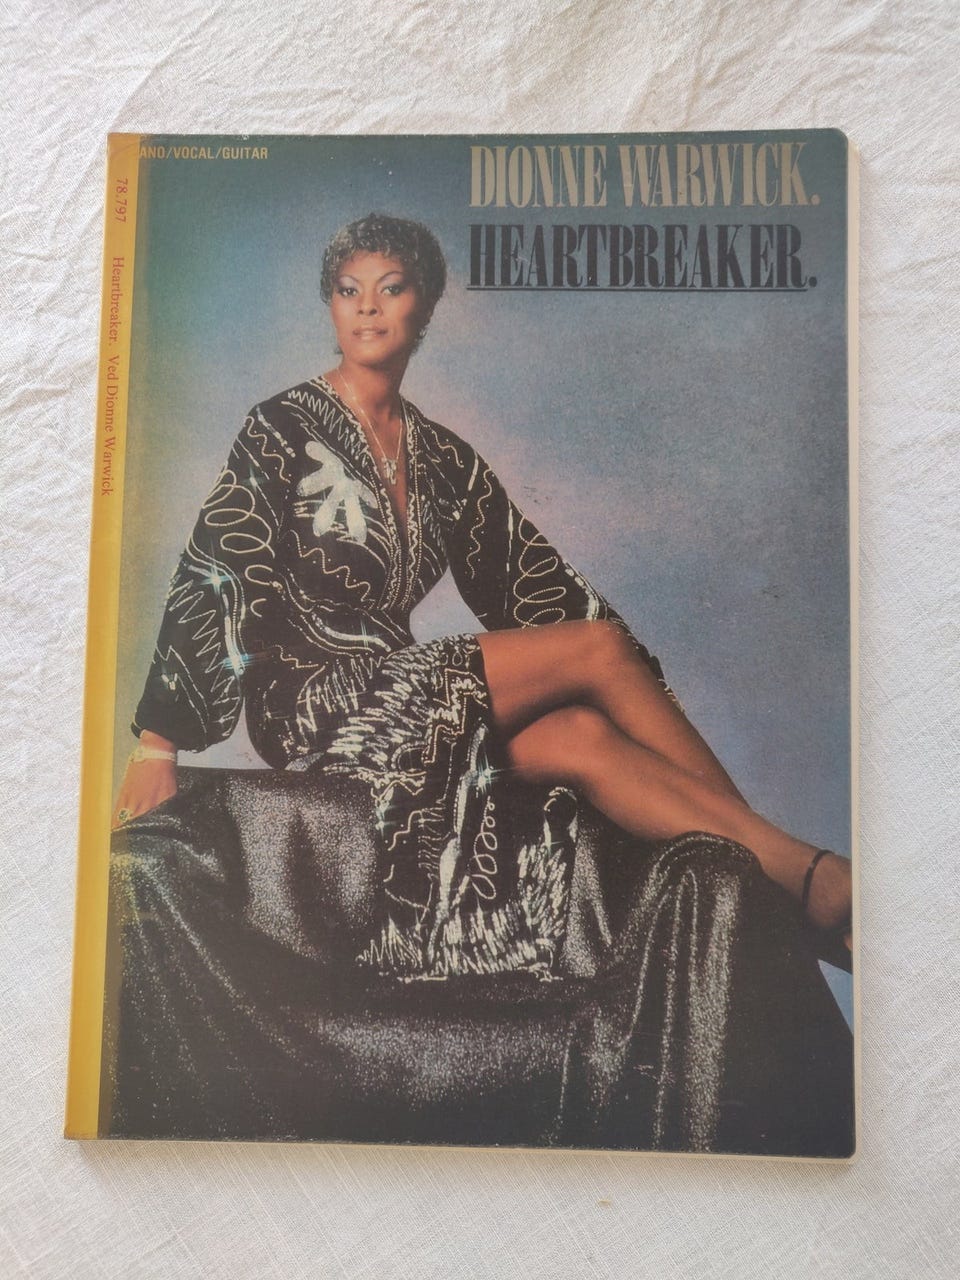 ANO/VOCAL/GUITAR
DIONNE WARWICK.
HEARTBREAKER.
78.797 Heartbreaker. Ved Dionne Warwick